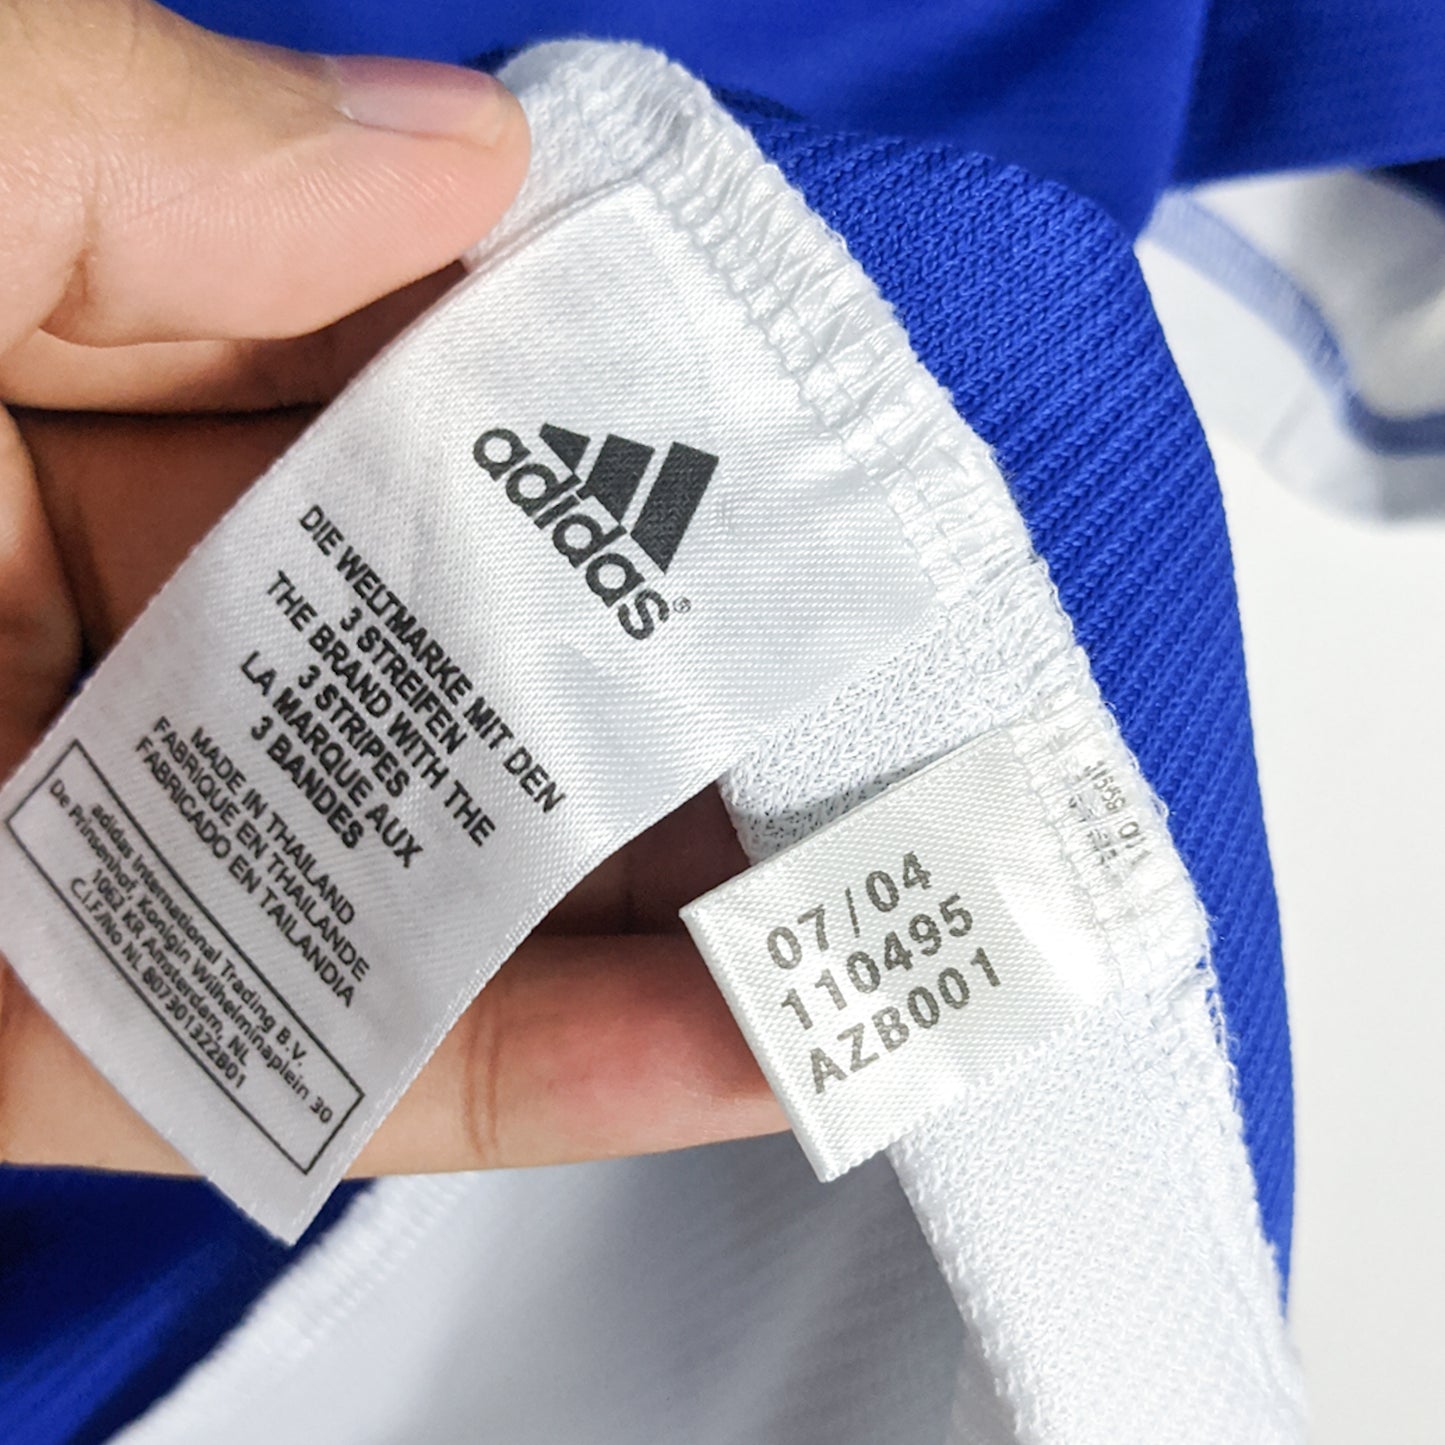 adidas®
DIE WELTMARKE MIT DEN
3 STREIFEN
THE BRAND WITH THE
3 STRIPES
LA MARQUE AUX
3 BANDES
MADE IN THAILAND
FABRIQUE EN THAILANDE
FABRICADO EN TAILANDIA
adidas International Trading B.V.
De Prinsenhof, Konigin Wilhelminaplein 30
1062 KR Amsterdam, NL
C.I.F/No NL 807301322B01
07/04
110495
AZB001